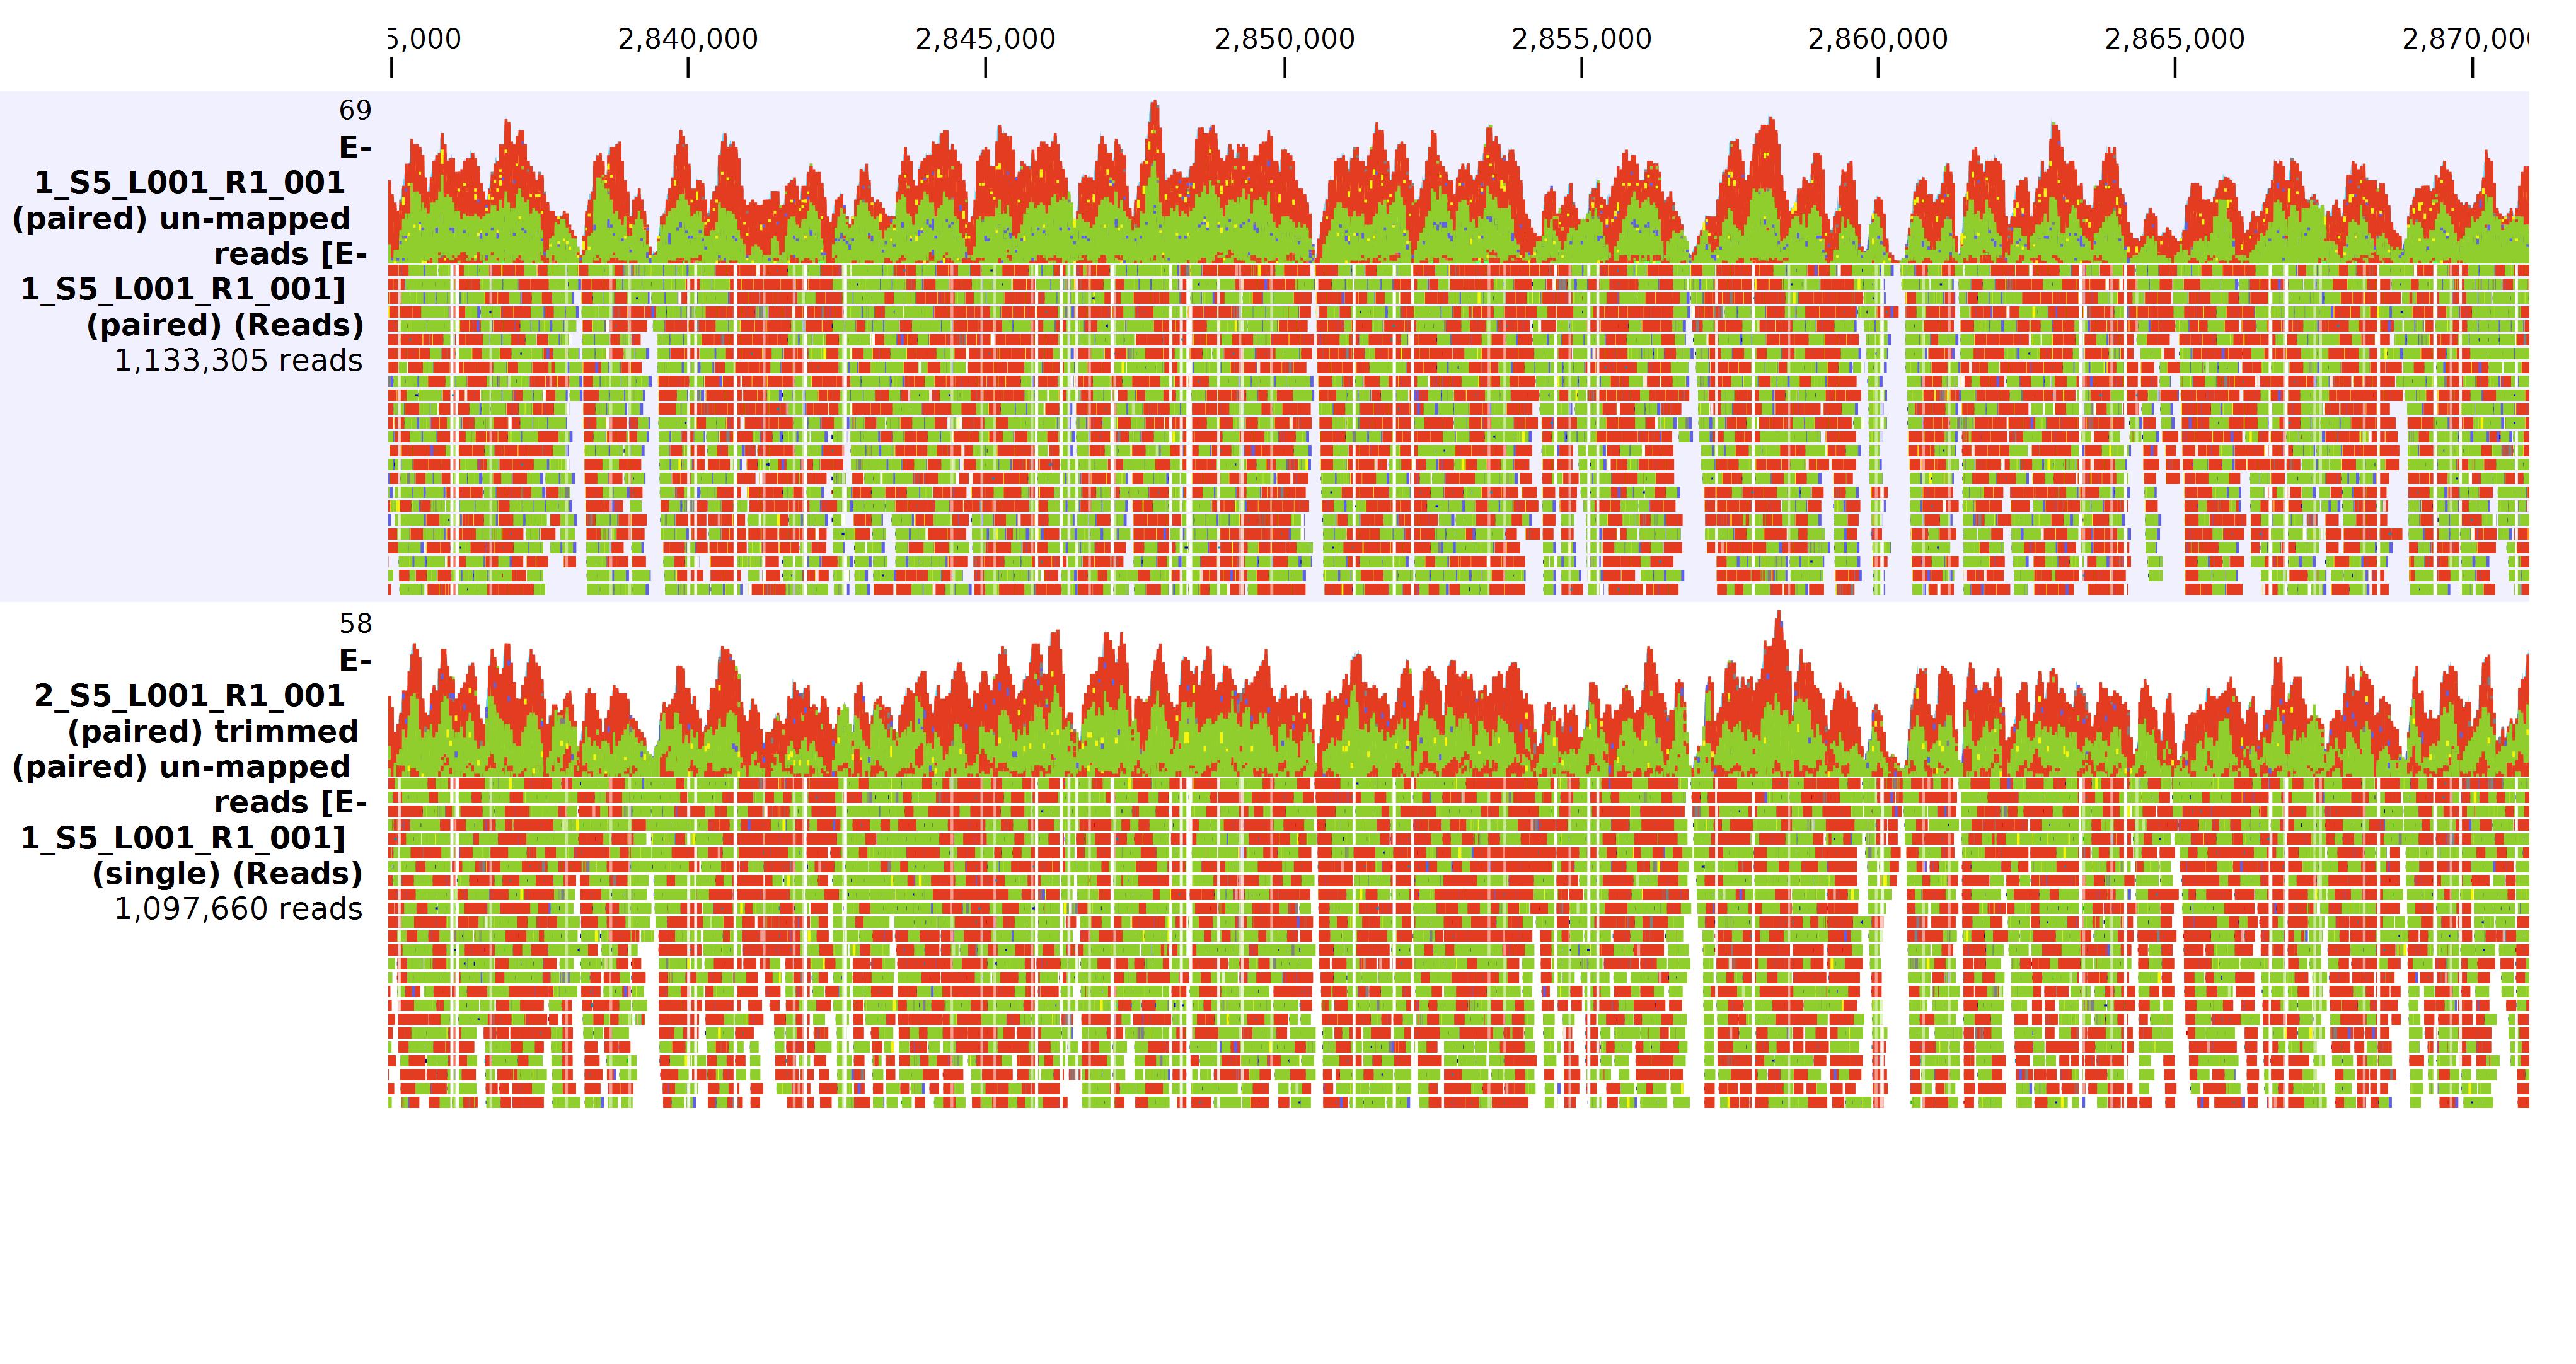 5,000 2,840,000 2,845,000 2,850,000 2,855,000 2,860,000 2,865,000 2,870,00
69
E-
1_S5_L001_R1_001
(paired) un-mapped
reads [E-
1_S5_L001_R1_001]
(paired) (Reads)
1,133,305 reads
58
E-
2_S5_L001_R1_001
(paired) trimmed
(paired) un-mapped
reads [E-
1_S5_L001_R1_001]
(single) (Reads)
1,097,660 reads